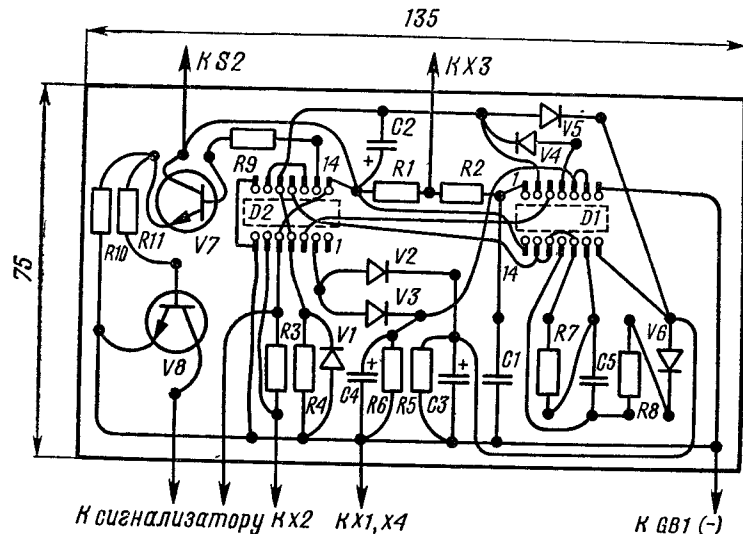 135
К S2
К X3
75
C2
V5
V4
R9
14
R1
R2
1
D2
D1
R10
R11
V7
1
14
V2
V3
V8
R3
V1
R7
V6
R4
C4
R6
R5
C3
C1
C5
R8
К сигнализатору
К X2
К X1, X4
К GB1 (-)